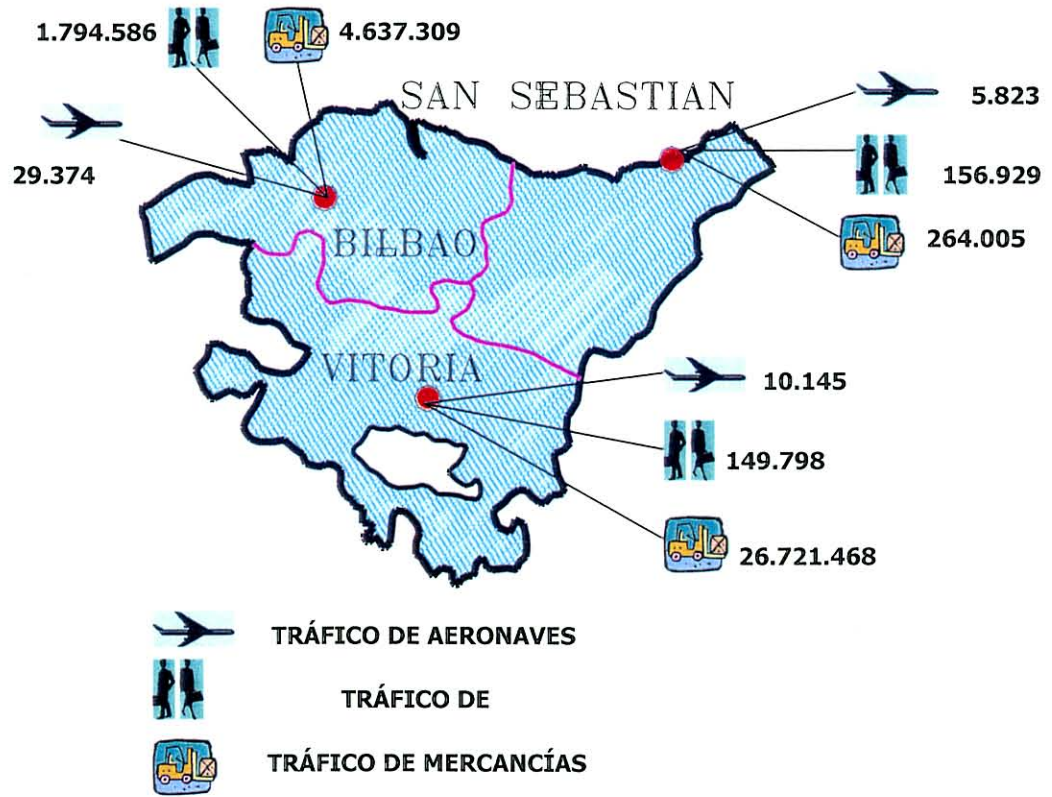 1.794.586
4.637.309
SAN SEBASTIAN
5.823
29.374
156.929
BILBAO
264.005
VITORIA
10.145
149.798
26.721.468
TRÁFICO DE AERONAVES
TRÁFICO DE
TRÁFICO DE MERCANCÍAS